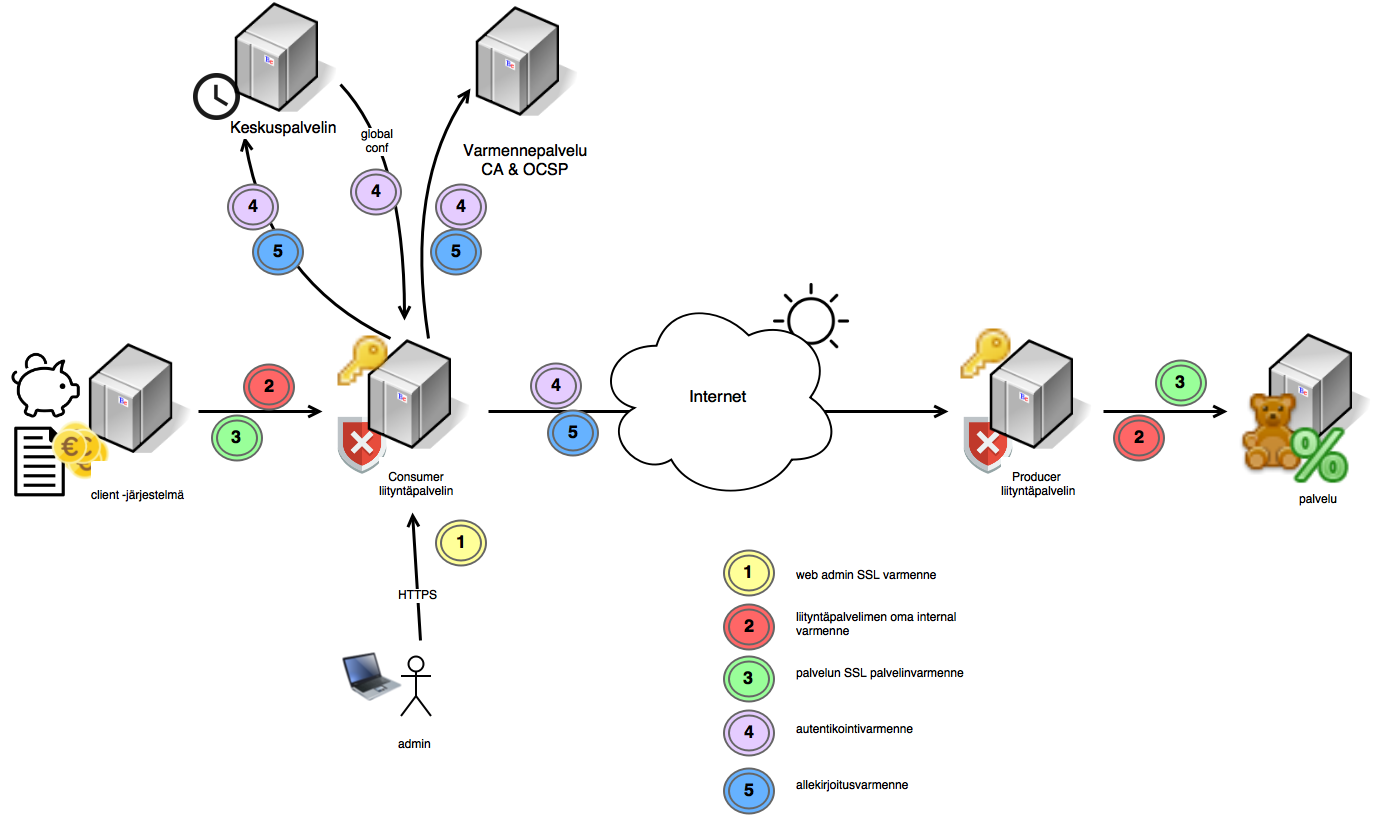 Keskuspalvelin
global
conf
Varmennepalvelu
CA & OCSP
4
4
4
5
5
2
3
client -järjestelmä
Consumer
liityntäpalvelin
4
5
Internet
Producer
liityntäpalvelin
3
2
palvelu
1
HTTPS
admin
1 web admin SSL varmenne
2 liityntäpalvelimen oma internal
varmenne
3 palvelun SSL palvelinvarmenne
4 autentikointivarmenne
5 allekirjoitusvarmenne